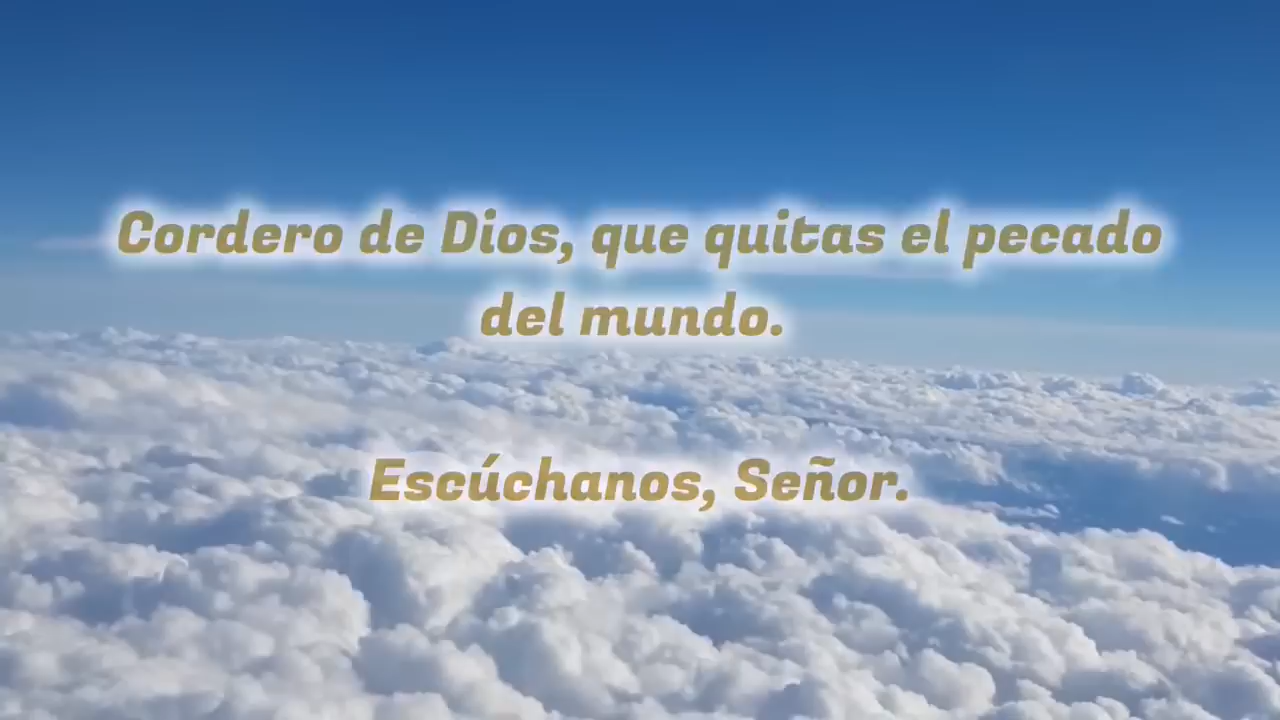 Cordero de Dios, que quitas el pecado
del mundo.
Escúchanos, Señor.